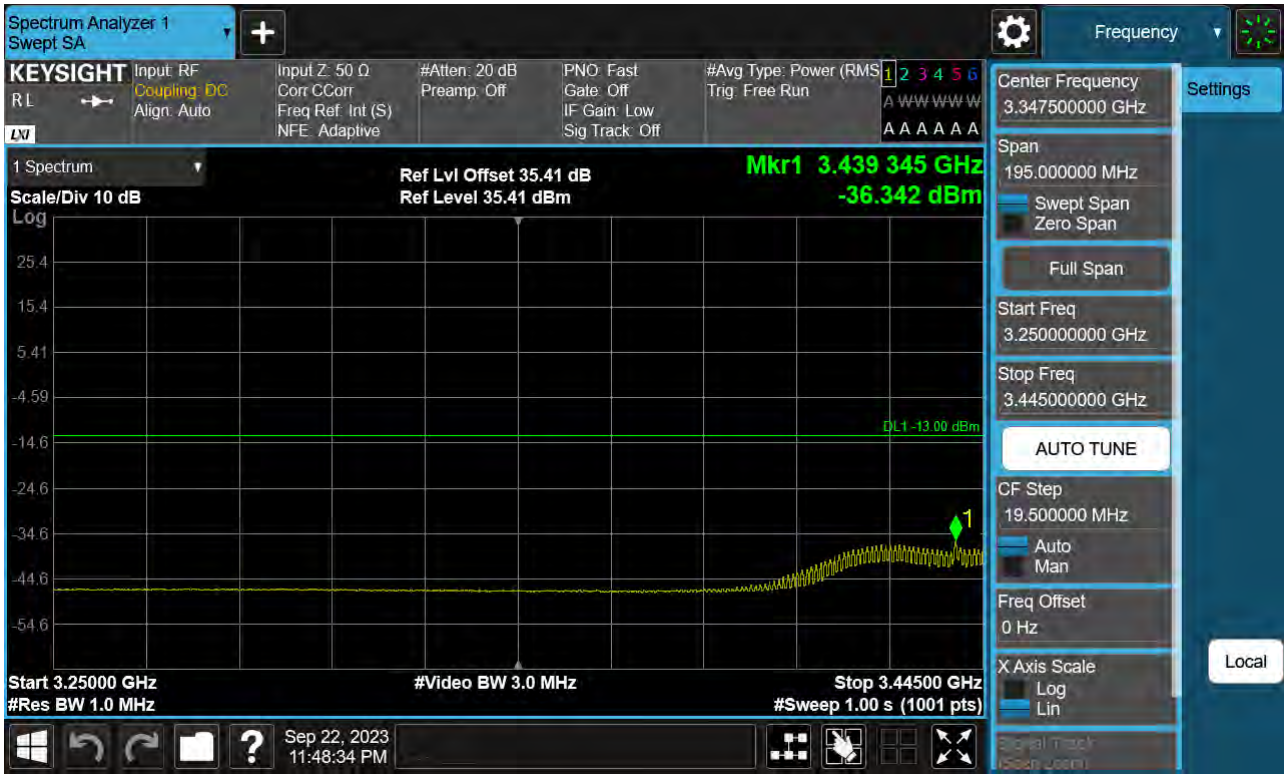 Spectrum Analyzer 1
Swept SA
Frequency
KEYSIGHT
RL
LXI
Input: RF
Coupling: DC
Align: Auto
Input Z: 50 Ω
Corr CCorr
Freq Ref: Int (S)
NFE: Adaptive
#Atten: 20 dB
Preamp: Off
PNO: Fast
Gate: Off
IF Gain: Low
Sig Track: Off
#Avg Type: Power (RMS
Trig: Free Run
1 2 3 4 5 6
A W W W W W
A A A A A A
1 Spectrum
Scale/Div 10 dB
Log
Ref Lvl Offset 35.41 dB
Ref Level 35.41 dBm
Mkr1 3.439 345 GHz
-36.342 dBm
25.4
15.4
5.41
-4.59
-14.6
-24.6
-34.6
-44.6
-54.6
DL1 -13.00 dBm
1
Start 3.25000 GHz
#Res BW 1.0 MHz
#Video BW 3.0 MHz
Stop 3.44500 GHz
#Sweep 1.00 s (1001 pts)
Center Frequency
3.347500000 GHz
Span
195.000000 MHz
Swept Span
Zero Span
Full Span
Start Freq
3.250000000 GHz
Stop Freq
3.445000000 GHz
AUTO TUNE
CF Step
19.500000 MHz
Auto
Man
Freq Offset
0 Hz
X Axis Scale
Log
Lin
Signal Track
(Span Zoom)
Settings
Local
?
Sep 22, 2023
11:48:34 PM